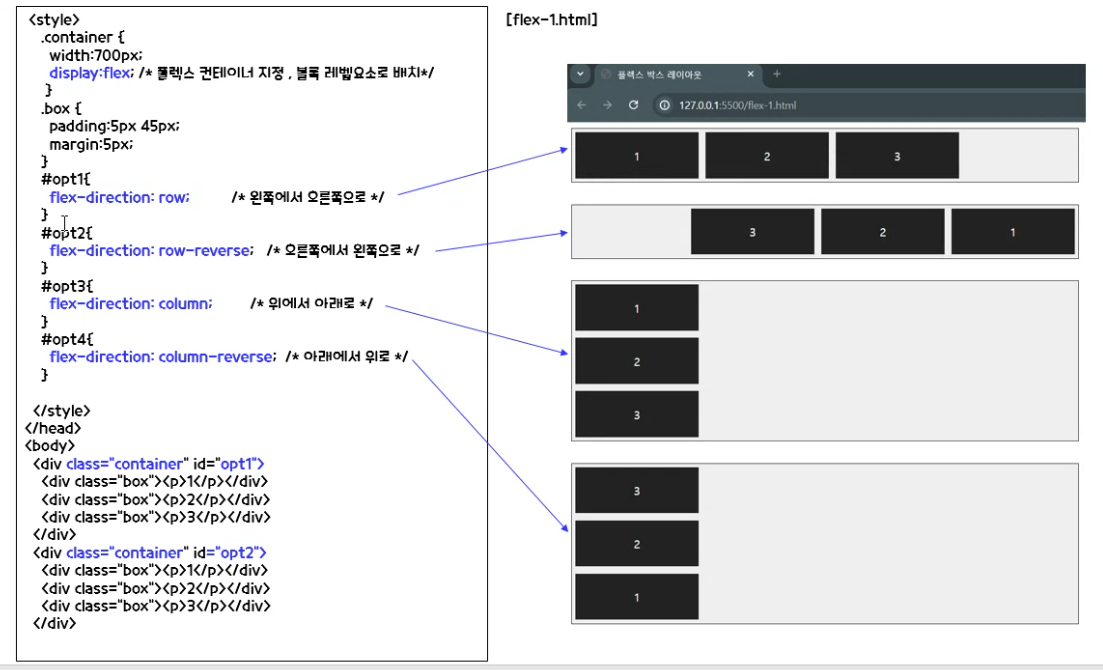 <style>
.container {
width:700px;
display:flex; /* 플렉스 컨테이너 지정 , 블록 레벨요소로 배치*/
}
.box {
padding:5px 45px;
margin:5px;
}
#opt1{
flex-direction: row; /* 왼쪽에서 오른쪽으로 */
}
#opt2{
flex-direction: row-reverse; /* 오른쪽에서 왼쪽으로 */
}
#opt3{
flex-direction: column; /* 위에서 아래로 */
}
#opt4{
flex-direction: column-reverse; /* 아래에서 위로 */
}
</style>
</head>
<body>
<div class="container" id="opt1">
<div class="box"><p>1</p></div>
<div class="box"><p>2</p></div>
<div class="box"><p>3</p></div>
</div>
<div class="container" id="opt2">
<div class="box"><p>1</p></div>
<div class="box"><p>2</p></div>
<div class="box"><p>3</p></div>
</div>
[flex-1.html]
플렉스 박스 레이아웃
127.0.0.1:5500/flex-1.html
1 2 3
3 2 1
1
2
3
3
2
1